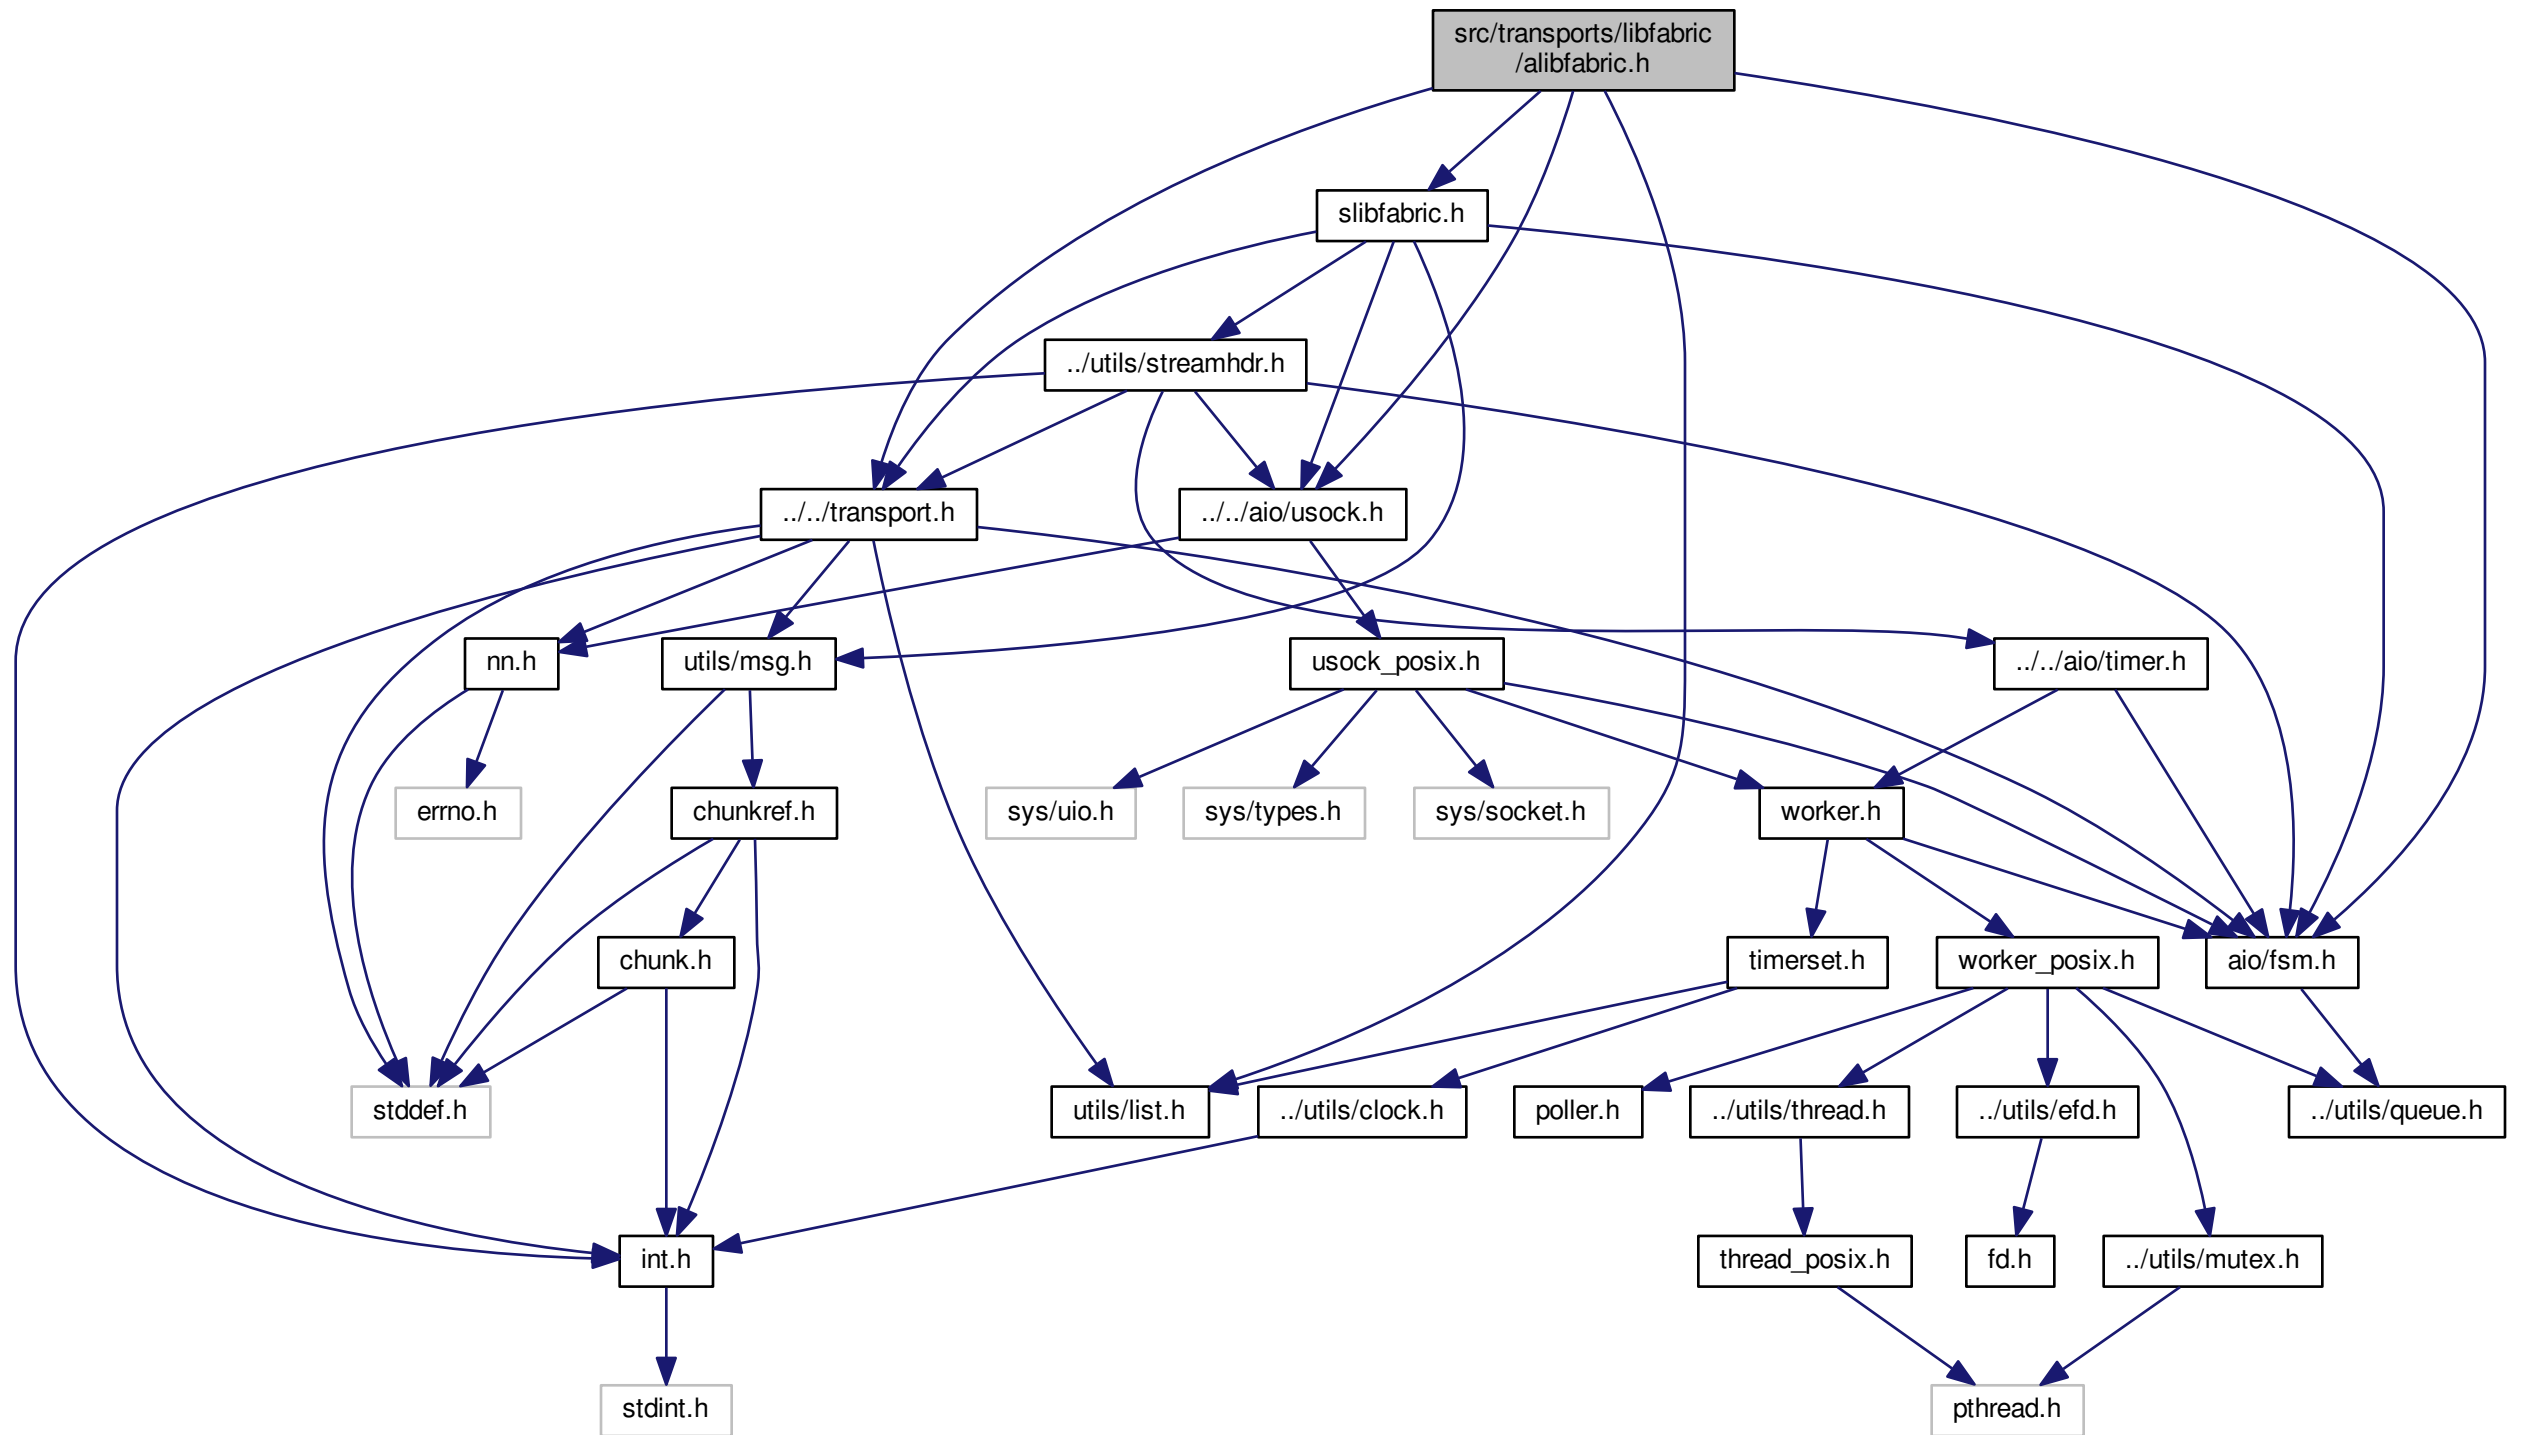 src/transports/libfabric
/alibfabric.h
slibfabric.h
../utils/streamhdr.h
../../transport.h
../../aio/usock.h
nn.h
utils/msg.h
usock_posix.h
../../aio/timer.h
errno.h
chunkref.h
sys/uio.h
sys/types.h
sys/socket.h
worker.h
chunk.h
timerset.h
worker_posix.h
aio/fsm.h
stddef.h
utils/list.h
../utils/clock.h
poller.h
../utils/thread.h
../utils/efd.h
../utils/queue.h
int.h
thread_posix.h
fd.h
../utils/mutex.h
stdint.h
pthread.h